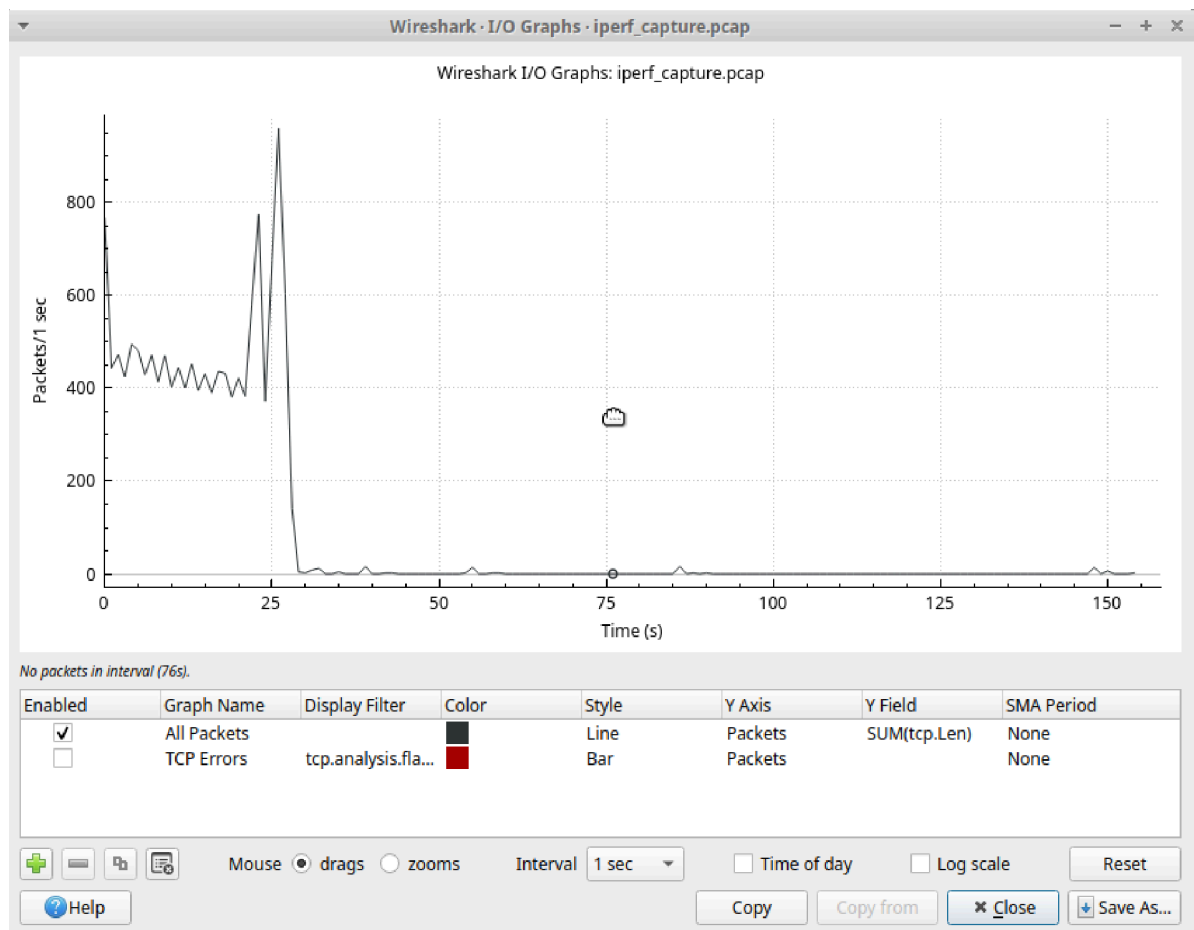 Wireshark · I/O Graphs · iperf_capture.pcap
Wireshark I/O Graphs: iperf_capture.pcap
Packets/1 sec
800
600
400
200
0
0 25 50 75 100 125 150
Time (s)
No packets in interval (76s).
Enabled Graph Name Display Filter Color Style Y Axis Y Field SMA Period
All Packets Line Packets SUM(tcp.Len) None
TCP Errors tcp.analysis.fla... Bar Packets None
Mouse drags zooms Interval 1 sec Time of day Log scale Reset
Help Copy Copy from Close Save As...